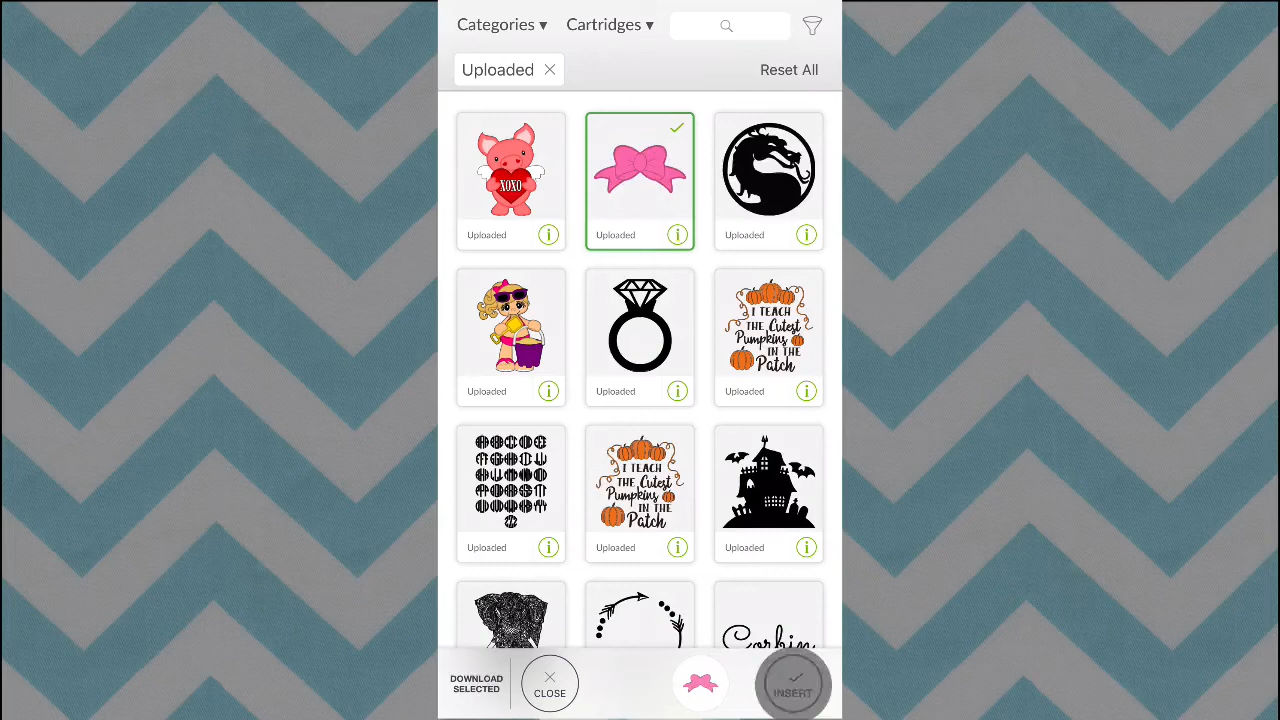 Categories ▾ Cartridges ▾
Uploaded
Reset All
XOXO
Uploaded
Uploaded
Uploaded
I TEACH
THE Cutest
Pumpkins
IN THE
Patch
Uploaded
Uploaded
Uploaded
I TEACH
THE Cutest
Pumpkins
IN THE
Patch
Uploaded
Uploaded
Uploaded
Corbin
DOWNLOAD
SELECTED
CLOSE
INSERT